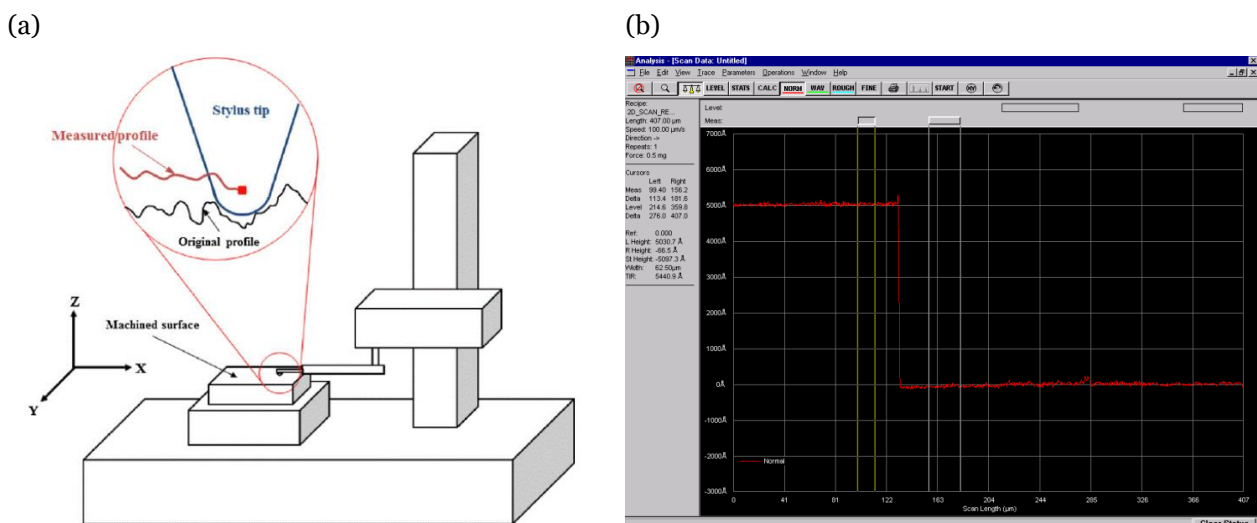 (a)
(b)
Stylus tip
Measured profile
Original profile
Machined surface
Z
X
Y
Analysis - [Scan Data: Untitled]
File Edit View Trace Parameters Operations Window Help
LEVEL STATS CALC NORM WAV ROUGH FINE START
Recipe:
2D_SCAN_RE...
Length: 407.00 µm
Speed: 100.00 µm/s
Direction ->
Repeats: 1
Force: 0.5 mg
Cursors
Left Right
Meas 99.40 156.2
Delta 113.4 181.6
Level 214.6 359.8
Delta 276.0 407.0
Ref: 0.000
L Height: 5030.7 Å
R Height: -66.5 Å
St Height: -5097.3 Å
Width: 62.50µm
TIR: 5440.9 Å
Level:
Meas:
7000Å
6000Å
5000Å
4000Å
3000Å
2000Å
1000Å
0Å
-1000Å
-2000Å
-3000Å
Normal
0 41 81 122 163 204 244 285 326 366 407
Scan Length (µm)